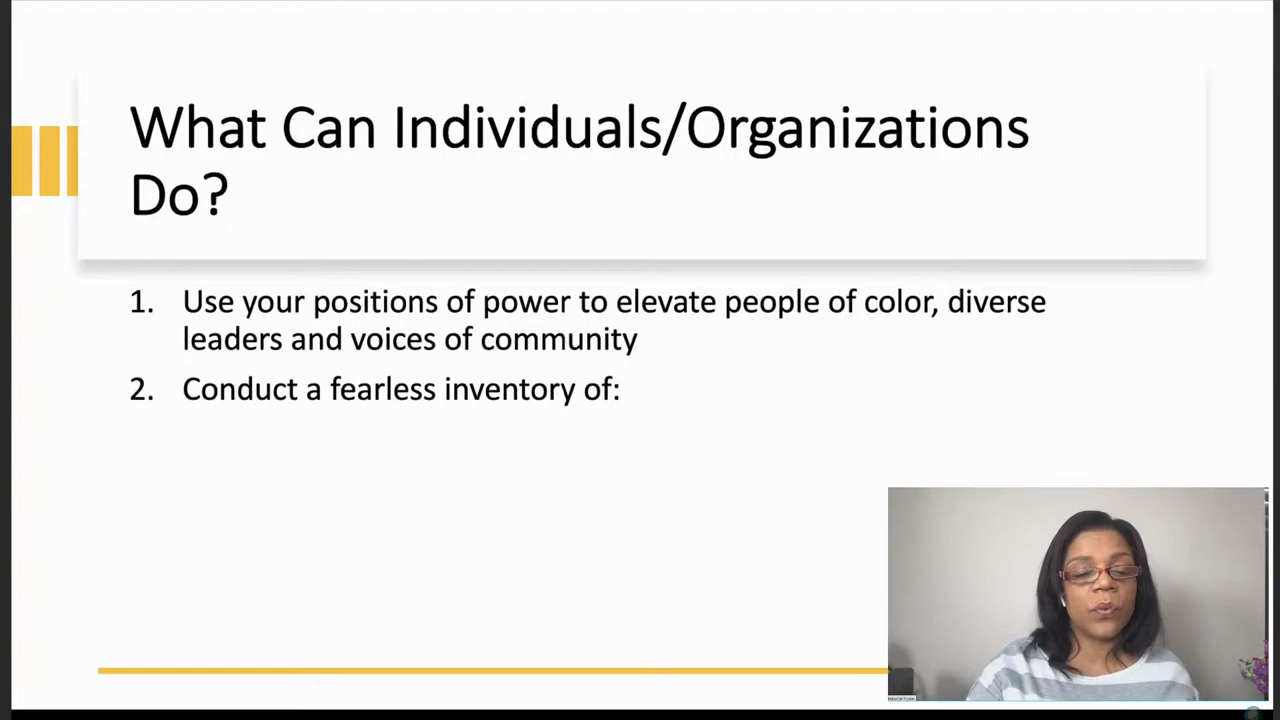 What Can Individuals/Organizations
Do?
1. Use your positions of power to elevate people of color, diverse
leaders and voices of community
2. Conduct a fearless inventory of: